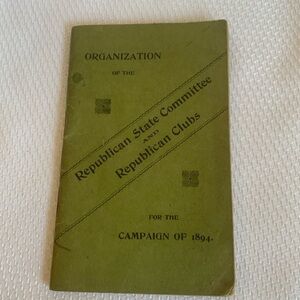 ORGANIZATION
OF THE
Republican State Committee
AND
Republican Clubs
FOR THE
CAMPAIGN OF 1894.